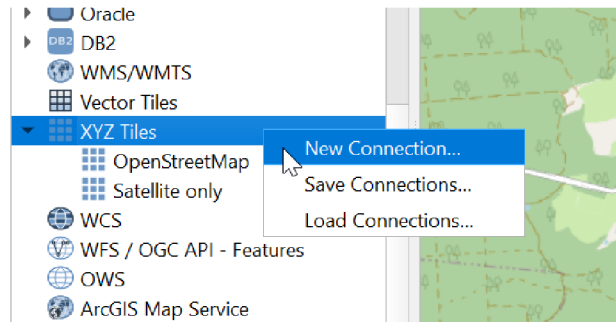 Oracle
DB2 DB2
WMS/WMTS
Vector Tiles
XYZ Tiles
New Connection...
OpenStreetMap
Save Connections...
Satellite only
Load Connections...
WCS
WFS / OGC API - Features
OWS
ArcGIS Map Service